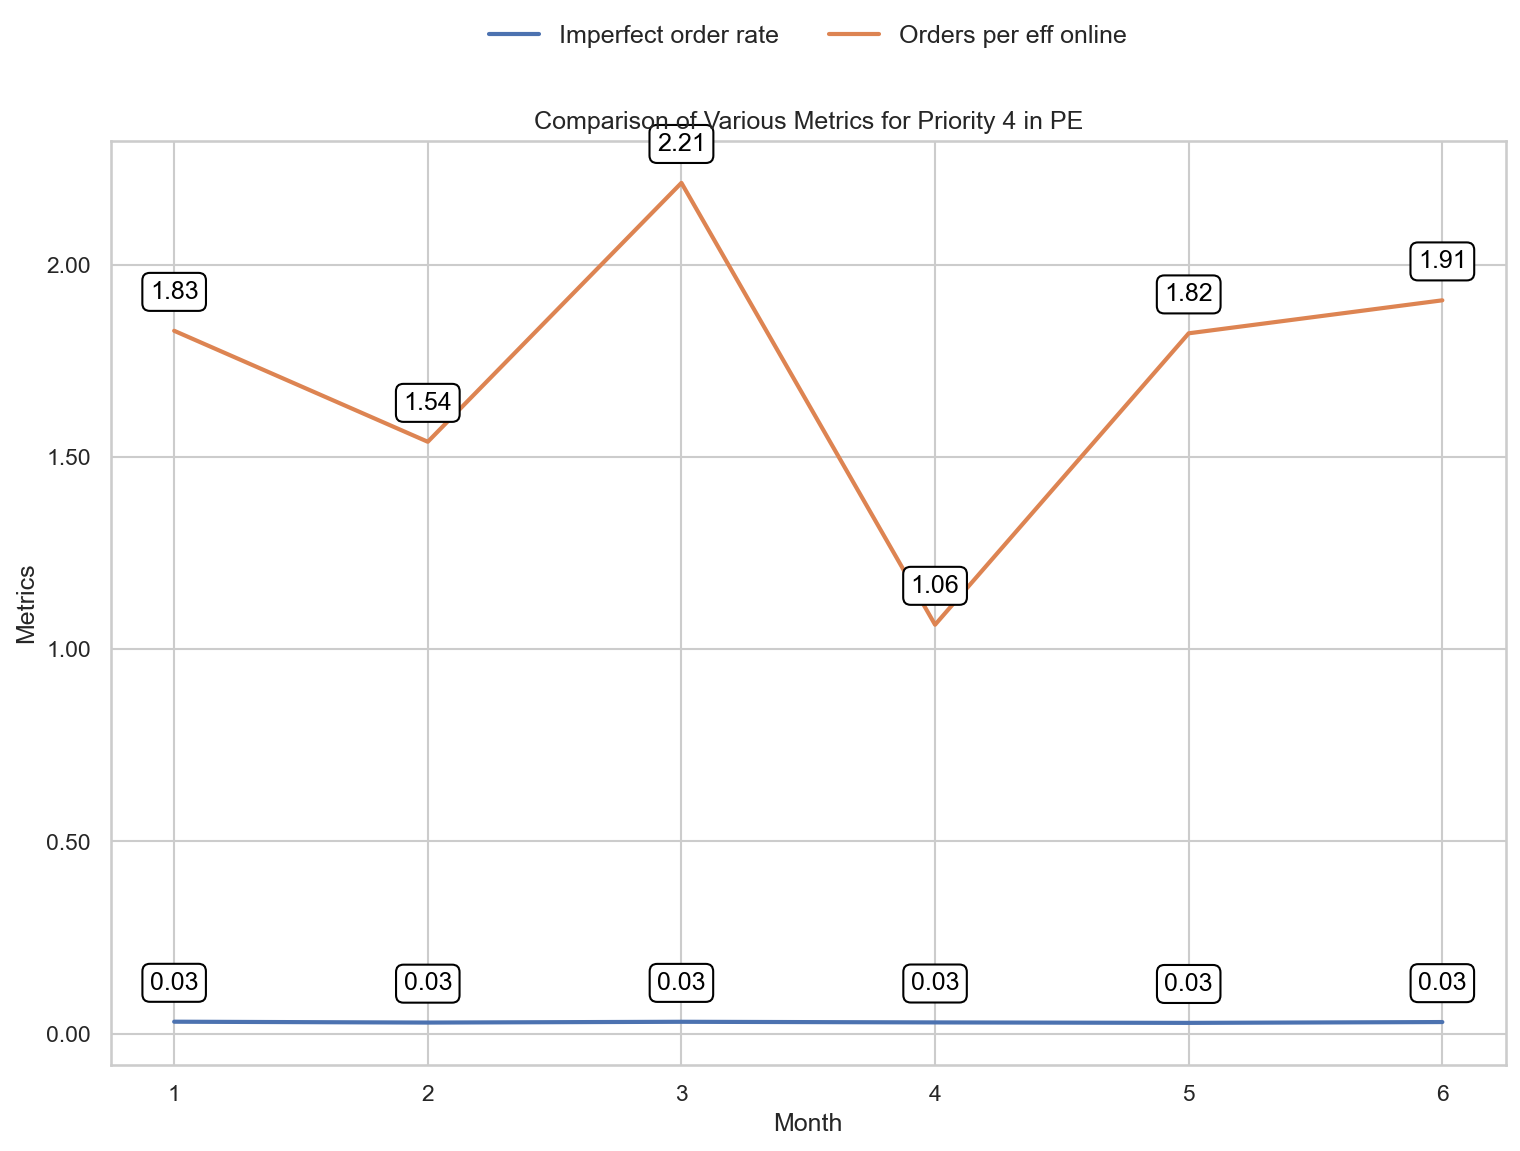 Imperfect order rate Orders per eff online
Comparison of Various Metrics for Priority 4 in PE
2.21
2.00
1.91
1.83
1.82
1.54
1.50
1.06
1.00
Metrics
0.50
0.03 0.03 0.03 0.03 0.03 0.03
0.00
1 2 3 4 5 6
Month